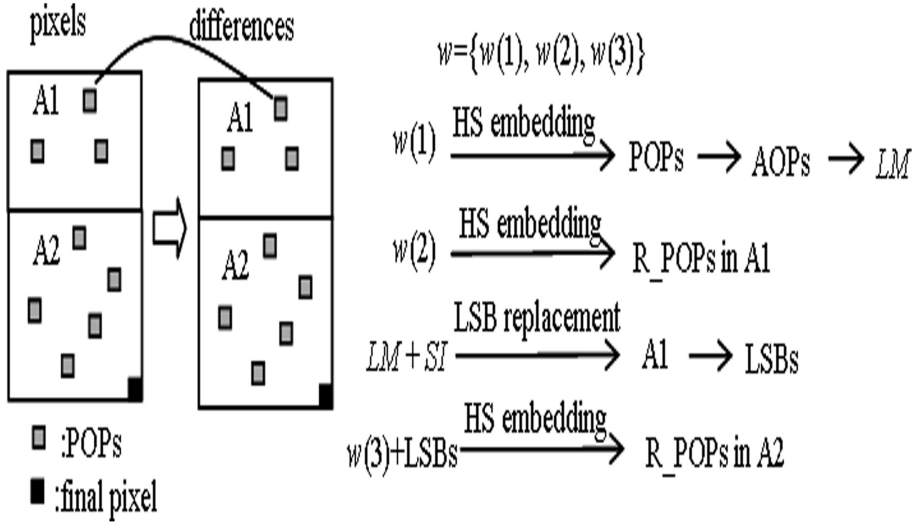 pixels
differences
A1
A2
A1
A2
:POPs
:final pixel
w={w(1), w(2), w(3)}
w(1) HS embedding POPs AOPs LM
w(2) HS embedding R_POPs in A1
LM+SI LSB replacement A1 LSBs
w(3)+LSBs HS embedding R_POPs in A2